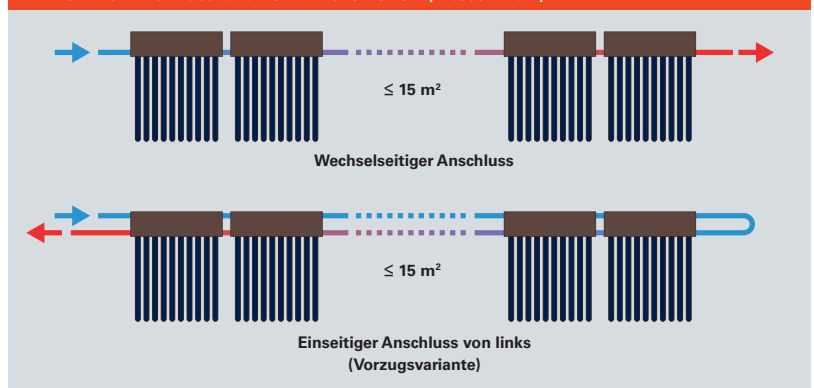 ≤ 15 m²
Wechselseitiger Anschluss
≤ 15 m²
Einseitiger Anschluss von links
(Vorzugsvariante)